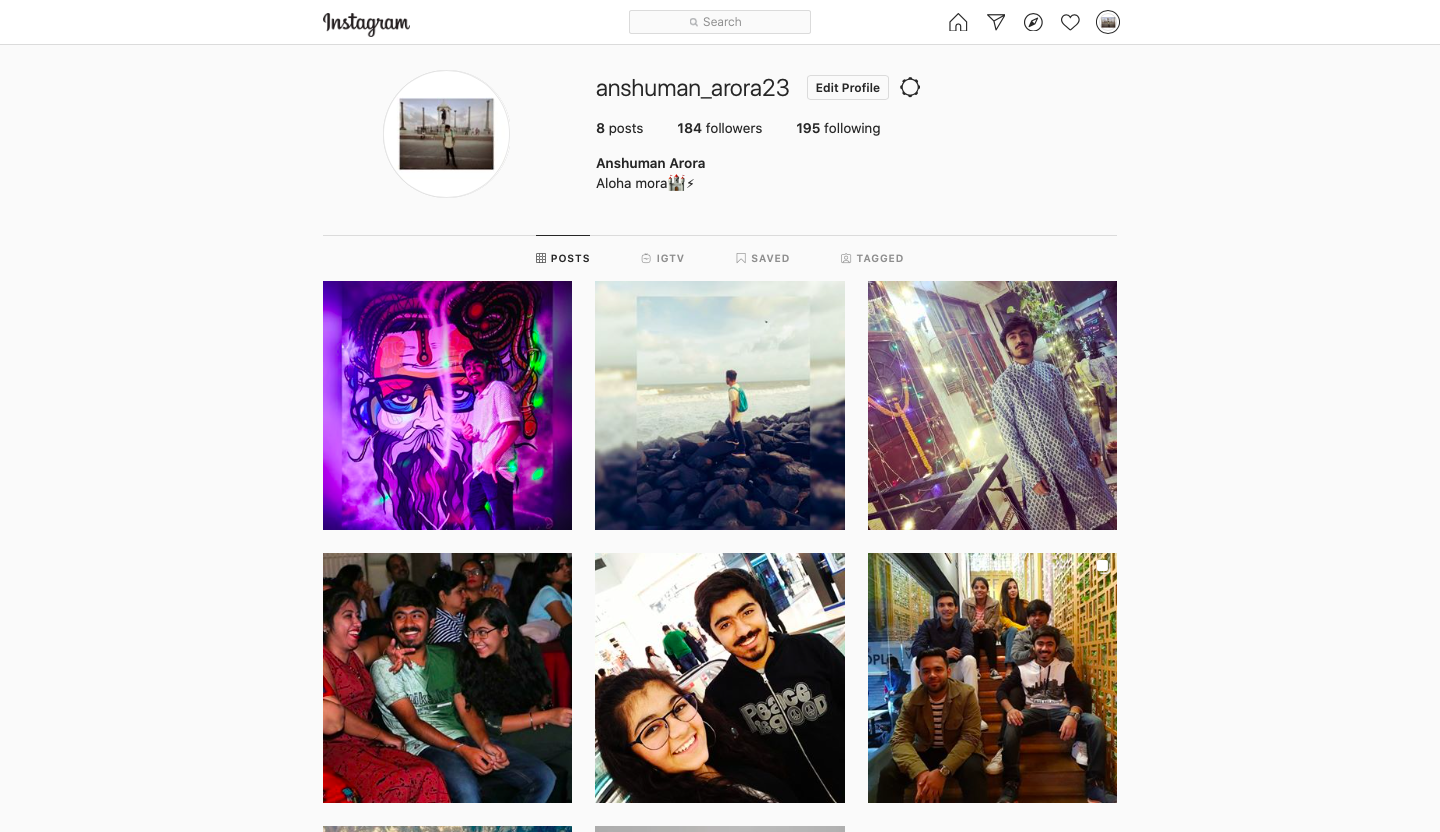 Instagram
Search
anshuman_arora23 Edit Profile
8 posts 184 followers 195 following
Anshuman Arora
Aloha mora🏰⚡
POSTS IGTV SAVED TAGGED
Peace
is GOOD
OPL